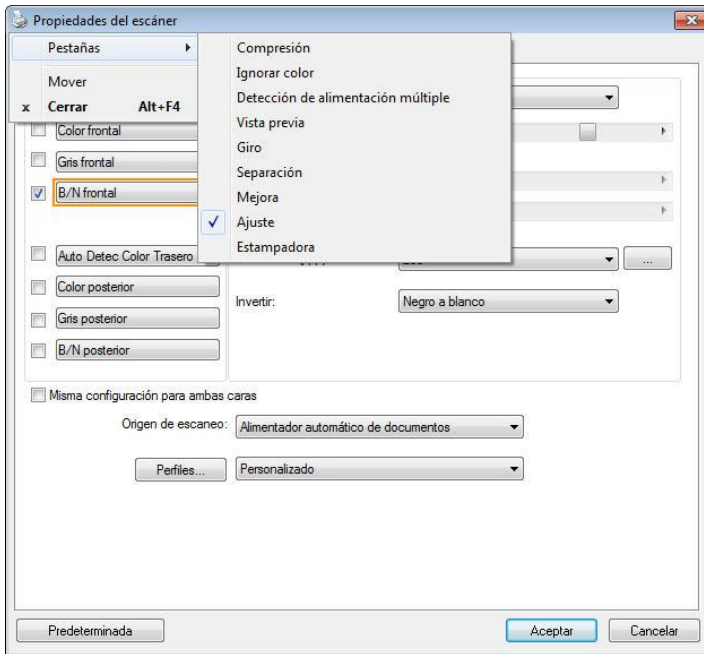 Propiedades del escáner
Pestañas
Mover
x Cerrar Alt+F4
Compresión
Ignorar color
Detección de alimentación múltiple
Vista previa
Giro
Separación
Mejora
Ajuste
Estampadora
Color frontal
Gris frontal
B/N frontal
Auto Detec Color Trasero
Color posterior
Gris posterior
B/N posterior
...
Invertir:
Negro a blanco
Misma configuración para ambas caras
Origen de escaneo:
Alimentador automático de documentos
Perfiles...
Personalizado
Predeterminada
Aceptar
Cancelar